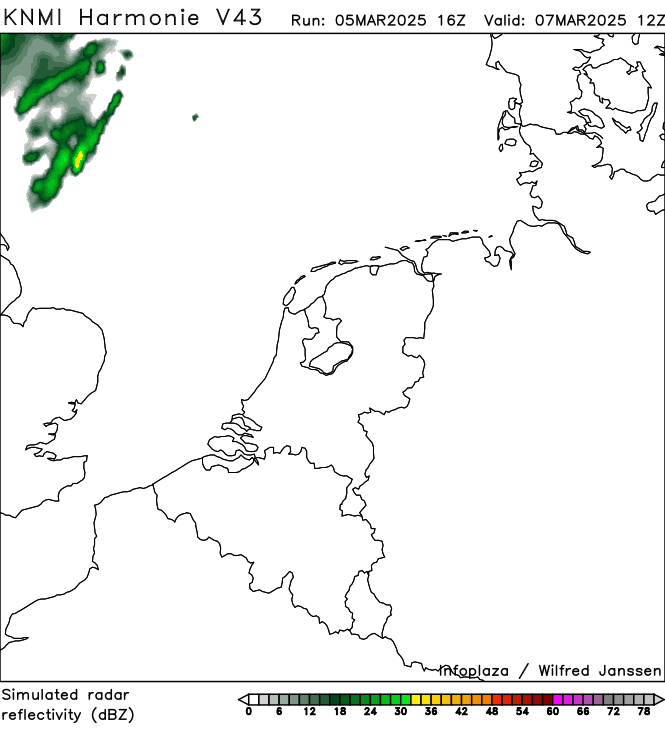 KNMI Harmonie V43 Run: 05MAR2025 16Z Valid: 07MAR2025 12Z
infoplaza / Wilfred Janssen
Simulated radar
reflectivity (dBZ)
0 6 12 18 24 30 36 42 48 54 60 66 72 78